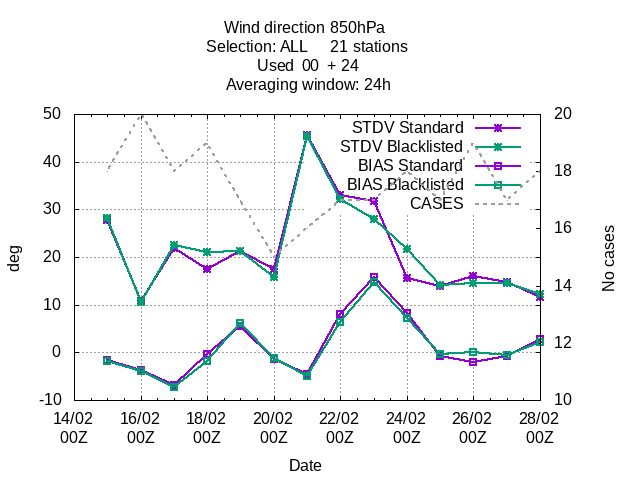 Wind direction 850hPa
Selection: ALL 21 stations
Used 00 + 24
Averaging window: 24h
50
40
30
20
10
0
-10
deg
20
18
16
14
12
10
No cases
STDV Standard
STDV Blacklisted
BIAS Standard
BIAS Blacklisted
CASES
14/02 16/02 18/02 20/02 22/02 24/02 26/02 28/02
00Z 00Z 00Z 00Z 00Z 00Z 00Z 00Z
Date